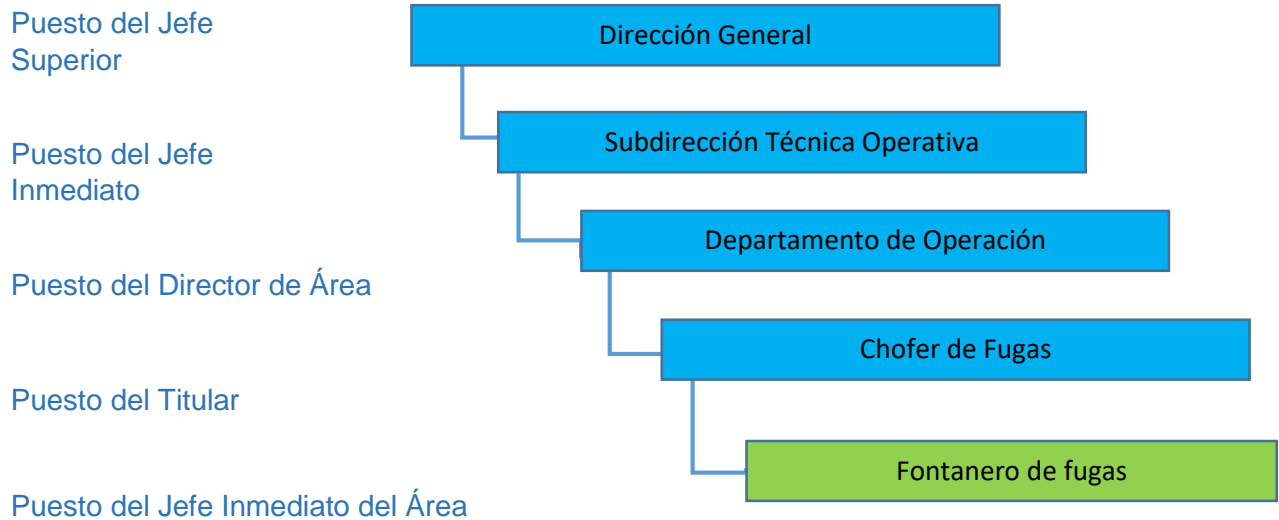 Puesto del Jefe
Superior
Dirección General
Puesto del Jefe
Inmediato
Subdirección Técnica Operativa
Departamento de Operación
Puesto del Director de Área
Chofer de Fugas
Puesto del Titular
Fontanero de fugas
Puesto del Jefe Inmediato del Área